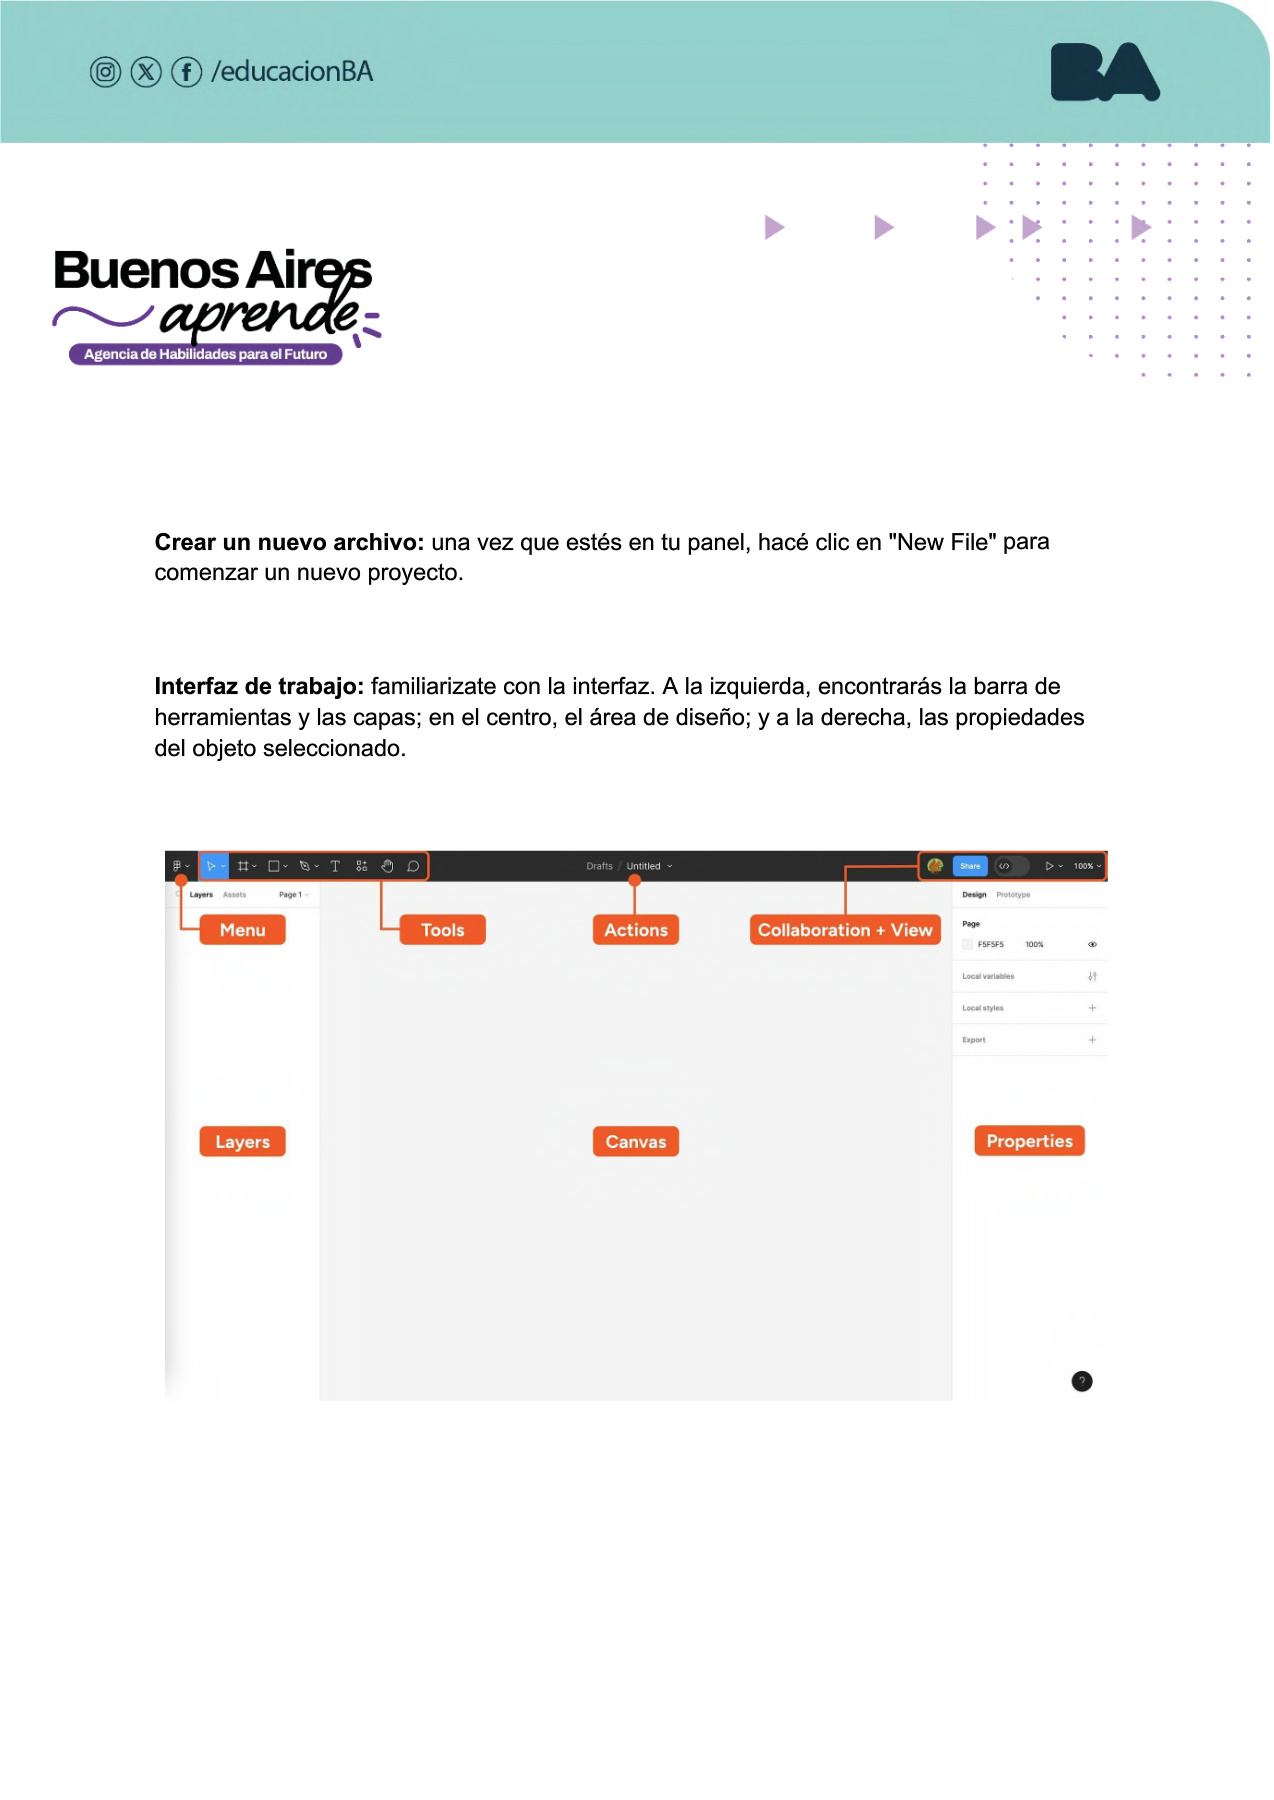 /educacionBA
BA
Buenos Aires
aprende
Agencia de Habilidades para el Futuro
Crear un nuevo archivo: una vez que estés en tu panel, hacé clic en "New File" para
comenzar un nuevo proyecto.
Interfaz de trabajo: familiarizate con la interfaz. A la izquierda, encontrarás la barra de
herramientas y las capas; en el centro, el área de diseño; y a la derecha, las propiedades
del objeto seleccionado.
Drafts / Untitled
Share
100%
Layers Assets Page 1
Design Prototype
Menu
Tools
Actions
Collaboration + View
Page
F5F5F5 100%
Local variables
Local styles
Export
Layers
Canvas
Properties
?